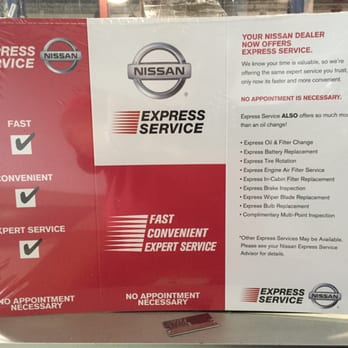 EXPRESS
SERVICE
NISSAN
FAST
CONVENIENT
EXPERT SERVICE
NO APPOINTMENT
NECESSARY
NISSAN
EXPRESS
SERVICE
FAST
CONVENIENT
EXPERT SERVICE
NO APPOINTMENT NECESSARY
YOUR NISSAN DEALER
NOW OFFERS
EXPRESS SERVICE.
We know your time is valuable, so we're
offering the same expert service you trust,
only now its faster and more convenient.
NO APPOINTMENT IS NECESSARY.
Express Service ALSO offers so much more
than an oil change!
• Express Oil & Filter Change
• Express Battery Replacement
• Express Tire Rotation
• Express Engine Air Filter Service
• Express In-Cabin Filter Replacement
• Express Brake Inspection
• Express Wiper Blade Replacement
• Express Bulb Replacement
• Complimentary Multi-Point Inspection
*Other Express Services May be Available.
Please see your Nissan Express Service
Advisor for details.
EXPRESS
SERVICE
NISSAN